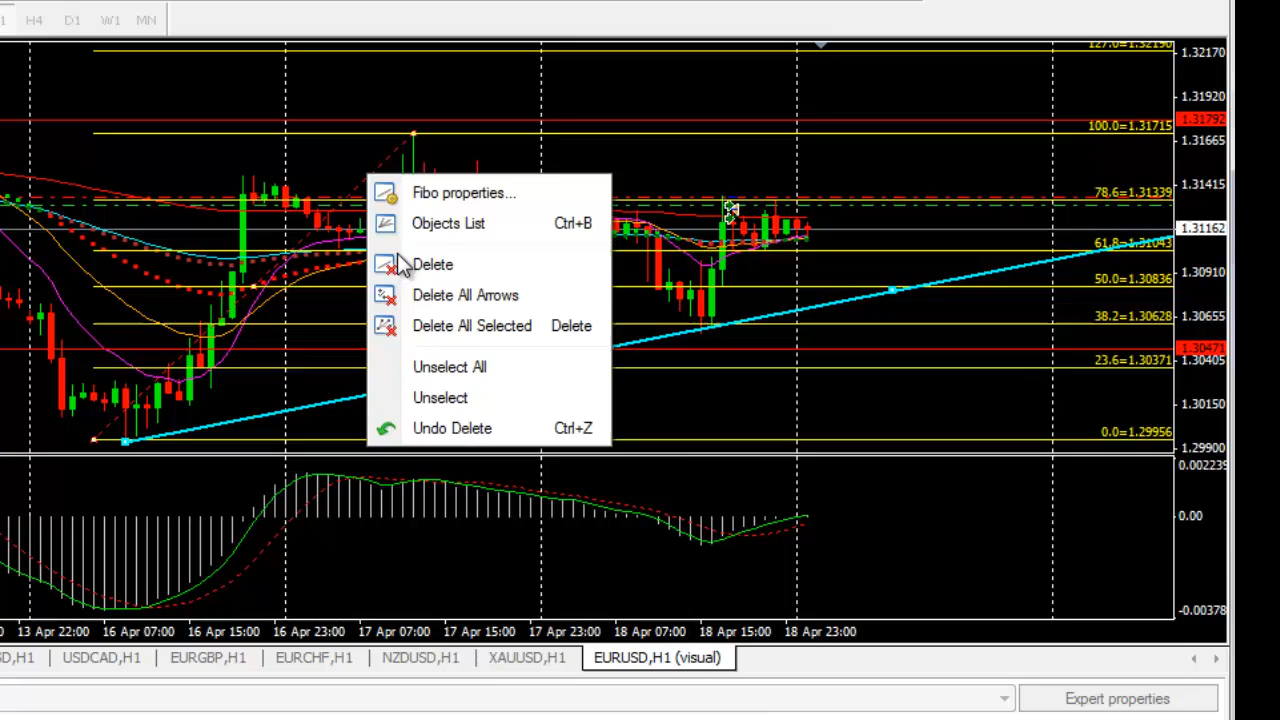 1 H4 D1 W1 MN
127.0=1.32190
1.32170
1.31920
1.31792
100.0=1.31715
1.31665
Fibo properties...
78.6=1.31339
1.31415
Objects List Ctrl+B
1.31162
61.8=1.31043
Delete
50.0=1.30836
1.30910
Delete All Arrows
38.2=1.30628
1.30655
Delete All Selected Delete
1.30471
23.6=1.30371
1.30405
Unselect All
Unselect
1.30150
Undo Delete Ctrl+Z
0.0=1.29956
1.29900
0.002239
0.00
-0.00378
0 13 Apr 22:00 16 Apr 07:00 16 Apr 15:00 16 Apr 23:00 17 Apr 07:00 17 Apr 15:00 17 Apr 23:00 18 Apr 07:00 18 Apr 15:00 18 Apr 23:00
D,H1 USDCAD,H1 EURGBP,H1 EURCHF,H1 NZDUSD,H1 XAUUSD,H1 EURUSD,H1 (visual)
Expert properties